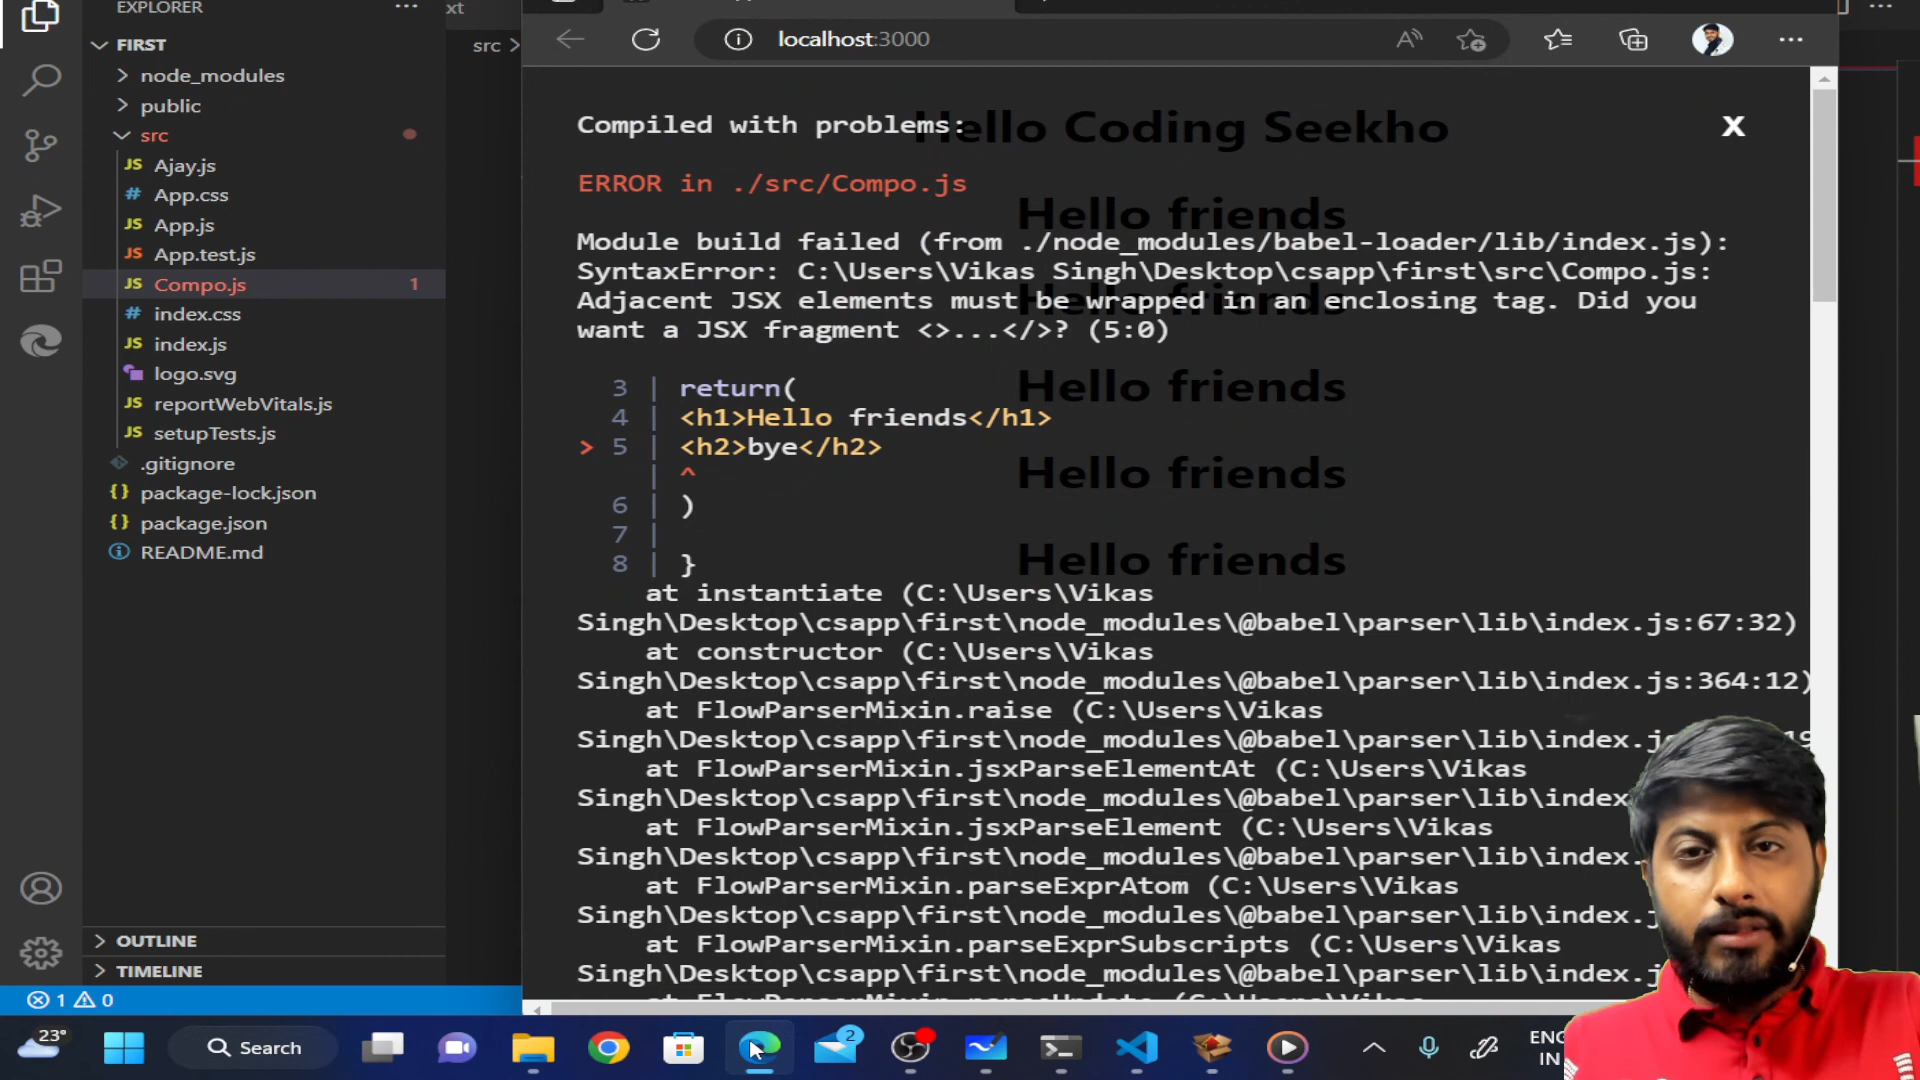 EXPLORER
FIRST
node_modules
public
src
Ajay.js
App.css
App.js
App.test.js
Compo.js 1
index.css
index.js
logo.svg
reportWebVitals.js
setupTests.js
.gitignore
package-lock.json
package.json
README.md
OUTLINE
TIMELINE
1 0
xt
src >
localhost:3000
Hello Coding Seekho
Hello friends
Hello friends
Hello friends
Hello friends
Hello friends
Compiled with problems:
X
ERROR in ./src/Compo.js
Module build failed (from ./node_modules/babel-loader/lib/index.js):
SyntaxError: C:\Users\Vikas Singh\Desktop\csapp\first\src\Compo.js:
Adjacent JSX elements must be wrapped in an enclosing tag. Did you
want a JSX fragment <>...</>? (5:0)
3 | return(
4 | <h1>Hello friends</h1>
> 5 | <h2>bye</h2>
| ^
6 | )
7 |
8 | }
at instantiate (C:\Users\Vikas
Singh\Desktop\csapp\first\node_modules\@babel\parser\lib\index.js:67:32)
at constructor (C:\Users\Vikas
Singh\Desktop\csapp\first\node_modules\@babel\parser\lib\index.js:364:12)
at FlowParserMixin.raise (C:\Users\Vikas
Singh\Desktop\csapp\first\node_modules\@babel\parser\lib\index.js
at FlowParserMixin.jsxParseElementAt (C:\Users\Vikas
Singh\Desktop\csapp\first\node_modules\@babel\parser\lib\index.
at FlowParserMixin.jsxParseElement (C:\Users\Vikas
Singh\Desktop\csapp\first\node_modules\@babel\parser\lib\index.
at FlowParserMixin.parseExprAtom (C:\Users\Vikas
Singh\Desktop\csapp\first\node_modules\@babel\parser\lib\index.
at FlowParserMixin.parseExprSubscripts (C:\Users\Vikas
Singh\Desktop\csapp\first\node_modules\@babel\parser\lib\index.
at FlowParserMixin.parseUpdate (C:\Users\Vikas
23°
Search
2
ENG
IN